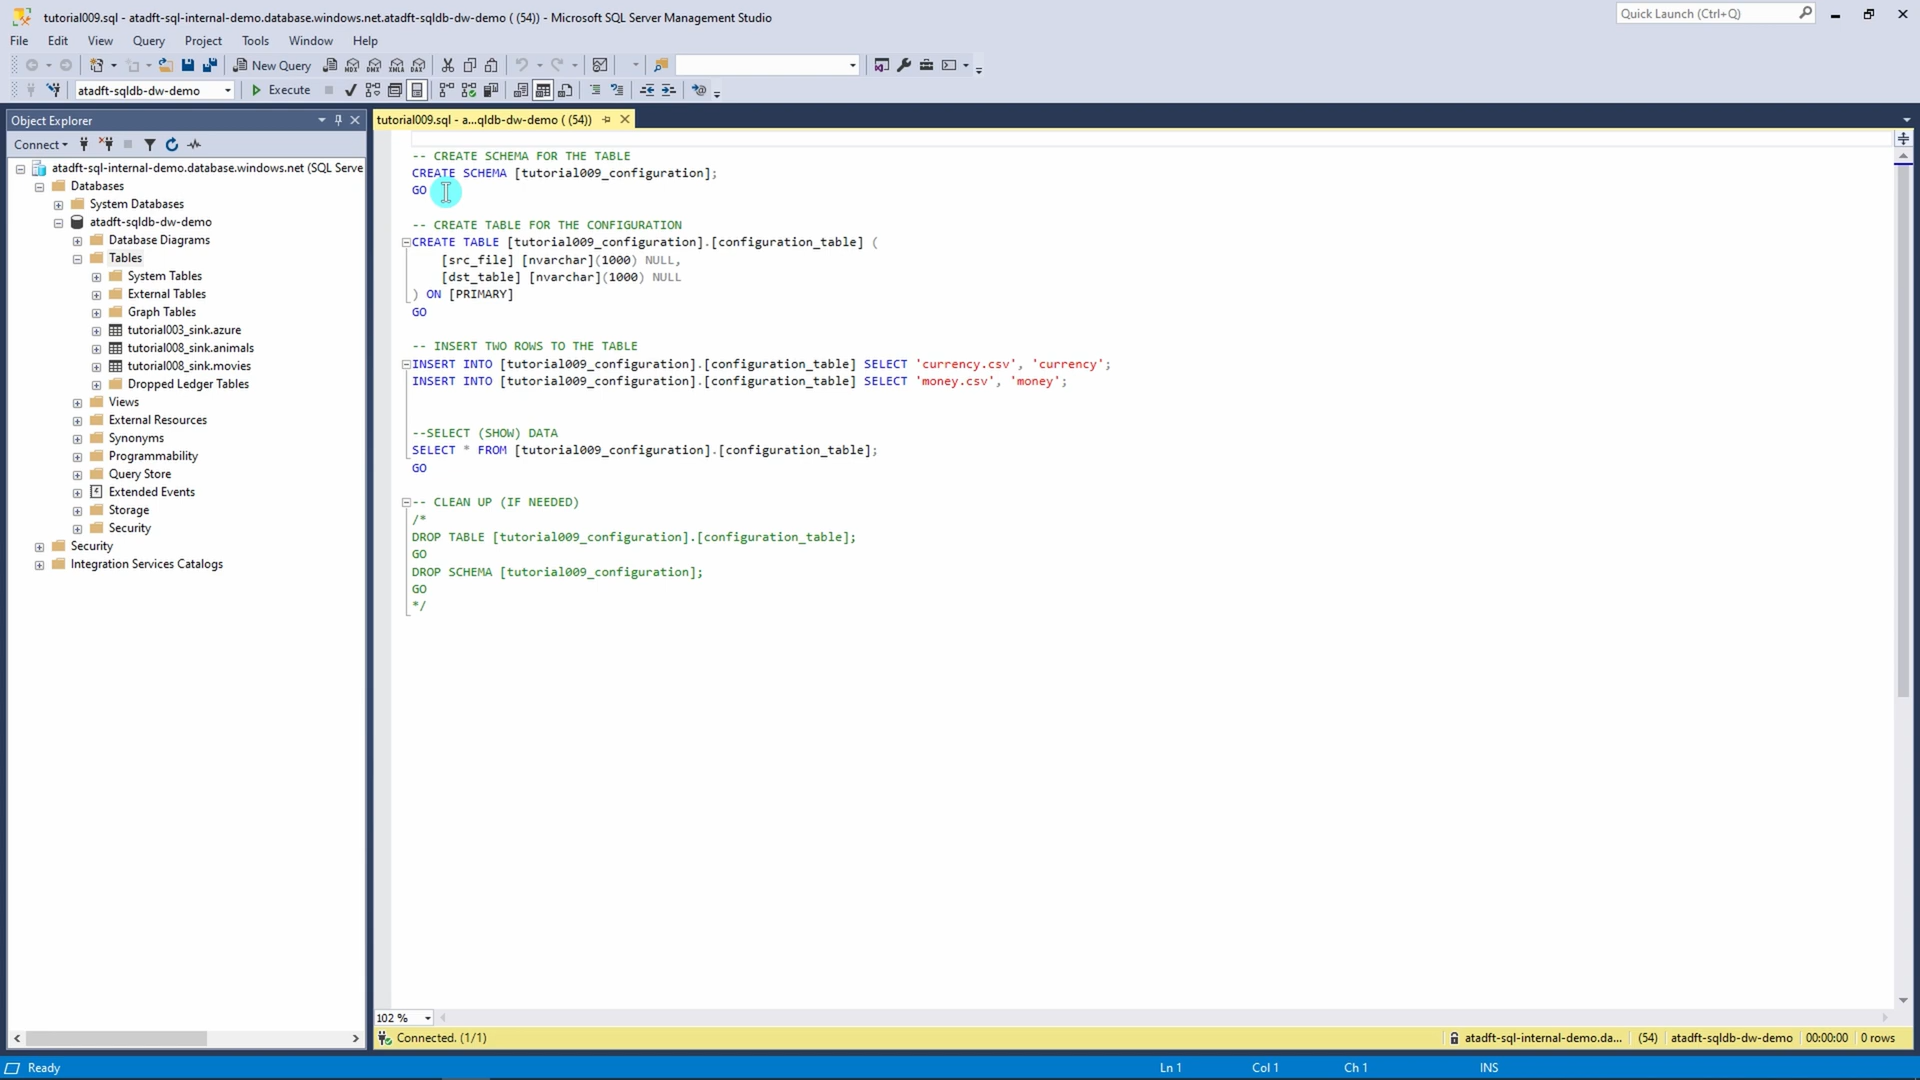 tutorial009.sql - atadft-sql-internal-demo.database.windows.net.atadft-sqldb-dw-demo ( (54)) - Microsoft SQL Server Management Studio
Quick Launch (Ctrl+Q)
File Edit View Query Project Tools Window Help
New Query
MDX DMX XMLA DAX
atadft-sqldb-dw-demo
Execute
Object Explorer
tutorial009.sql - a...qldb-dw-demo ( (54))
Connect
atadft-sql-internal-demo.database.windows.net (SQL Serve
Databases
System Databases
atadft-sqldb-dw-demo
Database Diagrams
Tables
System Tables
External Tables
Graph Tables
tutorial003_sink.azure
tutorial008_sink.animals
tutorial008_sink.movies
Dropped Ledger Tables
Views
External Resources
Synonyms
Programmability
Query Store
Extended Events
Storage
Security
Security
Integration Services Catalogs
-- CREATE SCHEMA FOR THE TABLE
CREATE SCHEMA [tutorial009_configuration];
GO
-- CREATE TABLE FOR THE CONFIGURATION
CREATE TABLE [tutorial009_configuration].[configuration_table] (
[src_file] [nvarchar](1000) NULL,
[dst_table] [nvarchar](1000) NULL
) ON [PRIMARY]
GO
-- INSERT TWO ROWS TO THE TABLE
INSERT INTO [tutorial009_configuration].[configuration_table] SELECT 'currency.csv', 'currency';
INSERT INTO [tutorial009_configuration].[configuration_table] SELECT 'money.csv', 'money';
--SELECT (SHOW) DATA
SELECT * FROM [tutorial009_configuration].[configuration_table];
GO
-- CLEAN UP (IF NEEDED)
/*
DROP TABLE [tutorial009_configuration].[configuration_table];
GO
DROP SCHEMA [tutorial009_configuration];
GO
*/
102 %
Connected. (1/1)
atadft-sql-internal-demo.da... (54) atadft-sqldb-dw-demo 00:00:00 0 rows
Ready
Ln 1 Col 1 Ch 1 INS